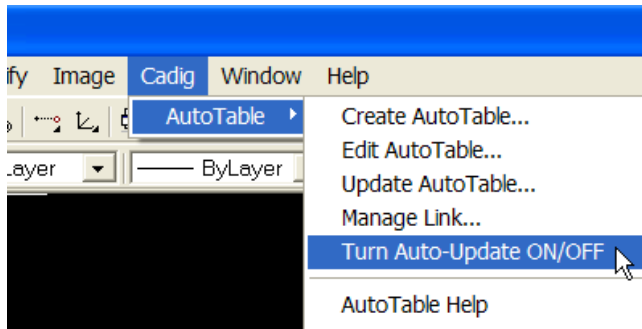 ify Image Cadig Window Help
AutoTable
Create AutoTable...
Edit AutoTable...
Update AutoTable...
Manage Link...
Turn Auto-Update ON/OFF
AutoTable Help
Layer
ByLayer